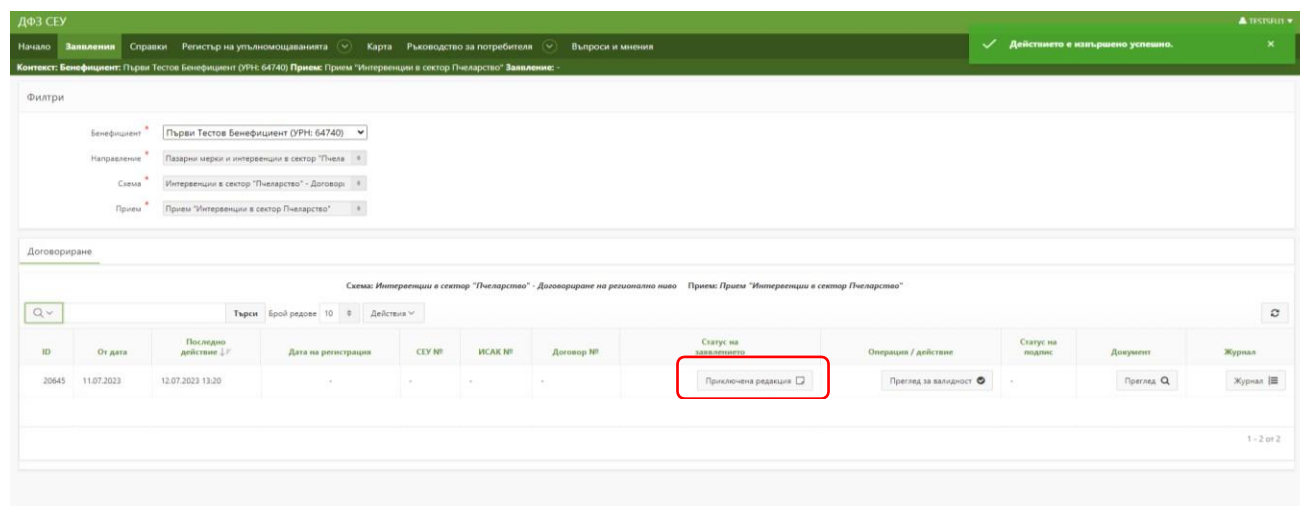 ДФЗ СЕУ
TESTSEU1
Начало Заявления Справки Регистър на упълномощаванията Карта Ръководство за потребителя Въпроси и мнения
Действието е извършено успешно.
Контекст: Бенефициент: Първи Тестов Бенефициент (УРН: 64740) Прием: Прием "Интервенции в сектор Пчеларство" Заявление: -
Филтри
Бенефициент * Първи Тестов Бенефициент (УРН: 64740)
Направление * Пазарни мерки и интервенции в сектор "Пчела
Схема * Интервенции в сектор "Пчеларство" - Договори
Прием * Прием "Интервенции в сектор Пчеларство"
Договориране
Схема: Интервенции в сектор "Пчеларство" - Договориране на регионално ниво Прием: Прием "Интервенции в сектор Пчеларство"
Търси Брой редове 10 Действия
ID От дата Последно действие Дата на регистрация СЕУ № ИСАК № Договор № Статус на заявлението Операция / действие Статус на подпис Документ Журнал
20645 11.07.2023 12.07.2023 13:20 - - - - Приключена редакция Преглед за валидност - Преглед Журнал
1 - 2 от 2